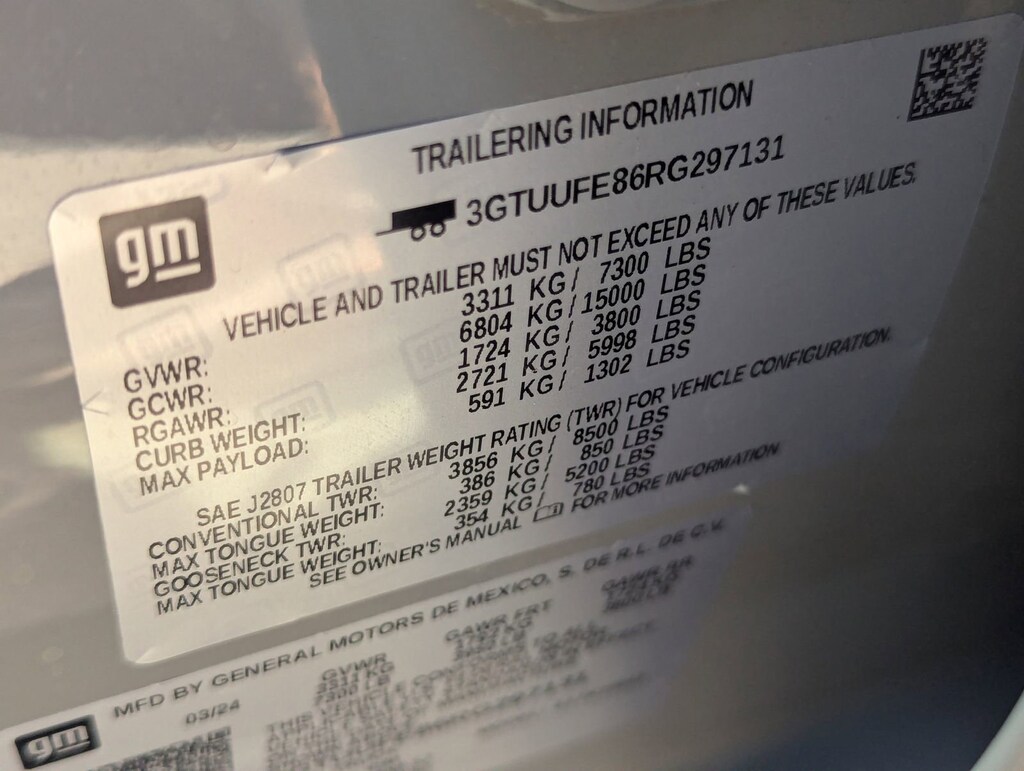 TRAILERING INFORMATION
gm
3GTUUFE86RG297131
VEHICLE AND TRAILER MUST NOT EXCEED ANY OF THESE VALUES.
GVWR: 3311 KG/ 7300 LBS
GCWR: 6804 KG/15000 LBS
RGAWR: 1724 KG/ 3800 LBS
CURB WEIGHT: 2721 KG/ 5998 LBS
MAX PAYLOAD: 591 KG/ 1302 LBS
SAE J2807 TRAILER WEIGHT RATING (TWR) FOR VEHICLE CONFIGURATION.
CONVENTIONAL TWR: 3856 KG/ 8500 LBS
MAX TONGUE WEIGHT: 386 KG/ 850 LBS
GOOSENECK TWR: 2359 KG/ 5200 LBS
MAX TONGUE WEIGHT: 354 KG/ 780 LBS
SEE OWNER'S MANUAL FOR MORE INFORMATION
MFD BY GENERAL MOTORS DE MEXICO, S. DE R.L. DE C.V.
03/24 GVWR GAWR FRT GAWR RR
gm